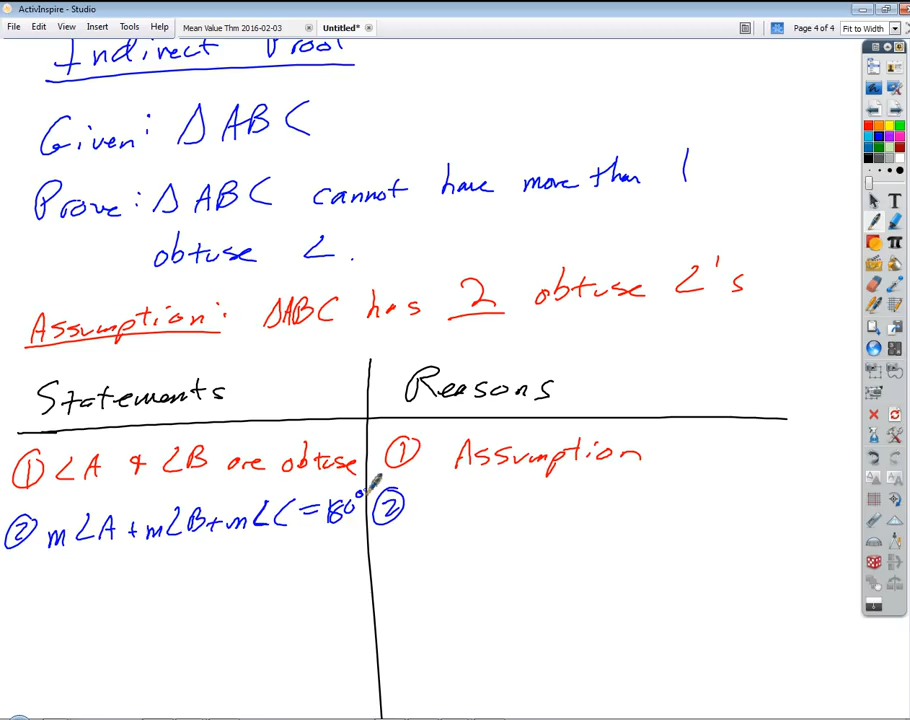 ActivInspire - Studio
File Edit View Insert Tools Help Mean Value Thm 2016-02-03 Untitled* Page 4 of 4 Fit to Width
Indirect Proof
Given: △ABC
Prove: △ABC cannot have more than 1
obtuse ∠.
Assumption: △ABC has 2 obtuse ∠'s
Statements Reasons
① ∠A & ∠B are obtuse ① Assumption
② m∠A + m∠B + m∠C = 180° ②